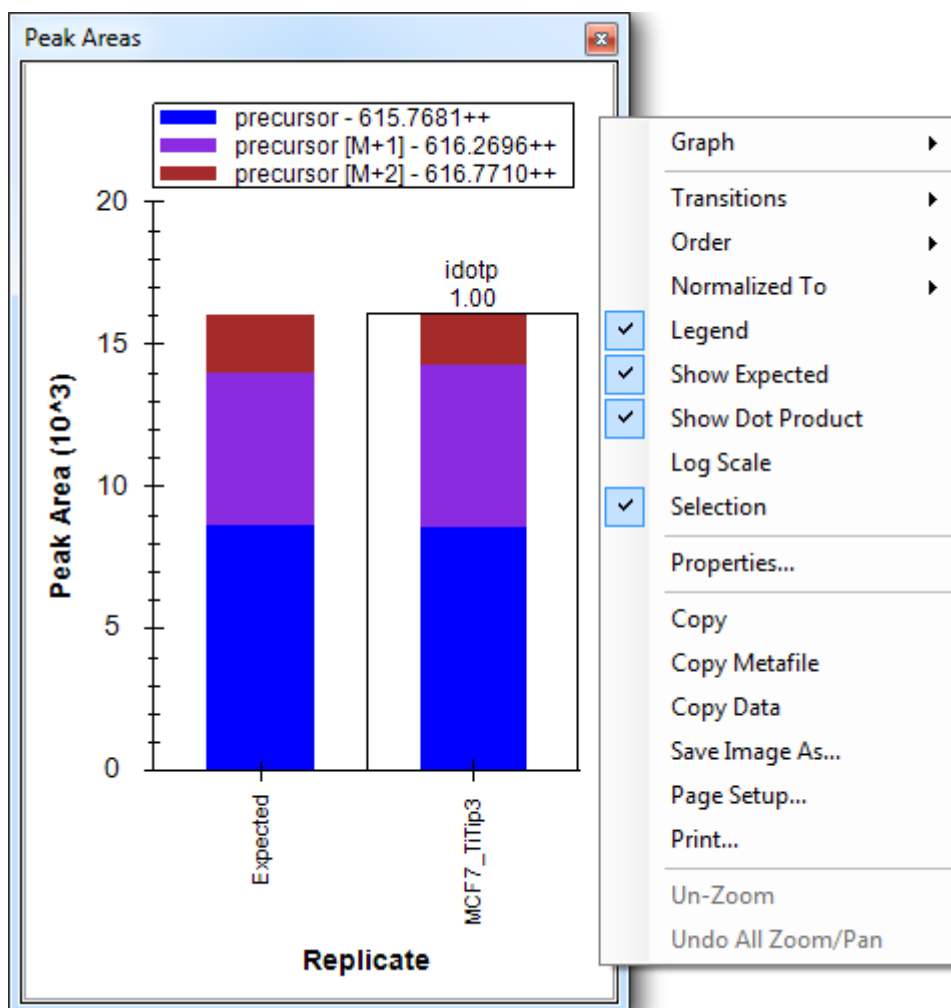 Peak Areas
precursor - 615.7681++
precursor [M+1] - 616.2696++
precursor [M+2] - 616.7710++
20
15
10
5
0
Peak Area (10^3)
idotp
1.00
Expected
MCF7_TiTip3
Replicate
Graph
Transitions
Order
Normalized To
Legend
Show Expected
Show Dot Product
Log Scale
Selection
Properties...
Copy
Copy Metafile
Copy Data
Save Image As...
Page Setup...
Print...
Un-Zoom
Undo All Zoom/Pan